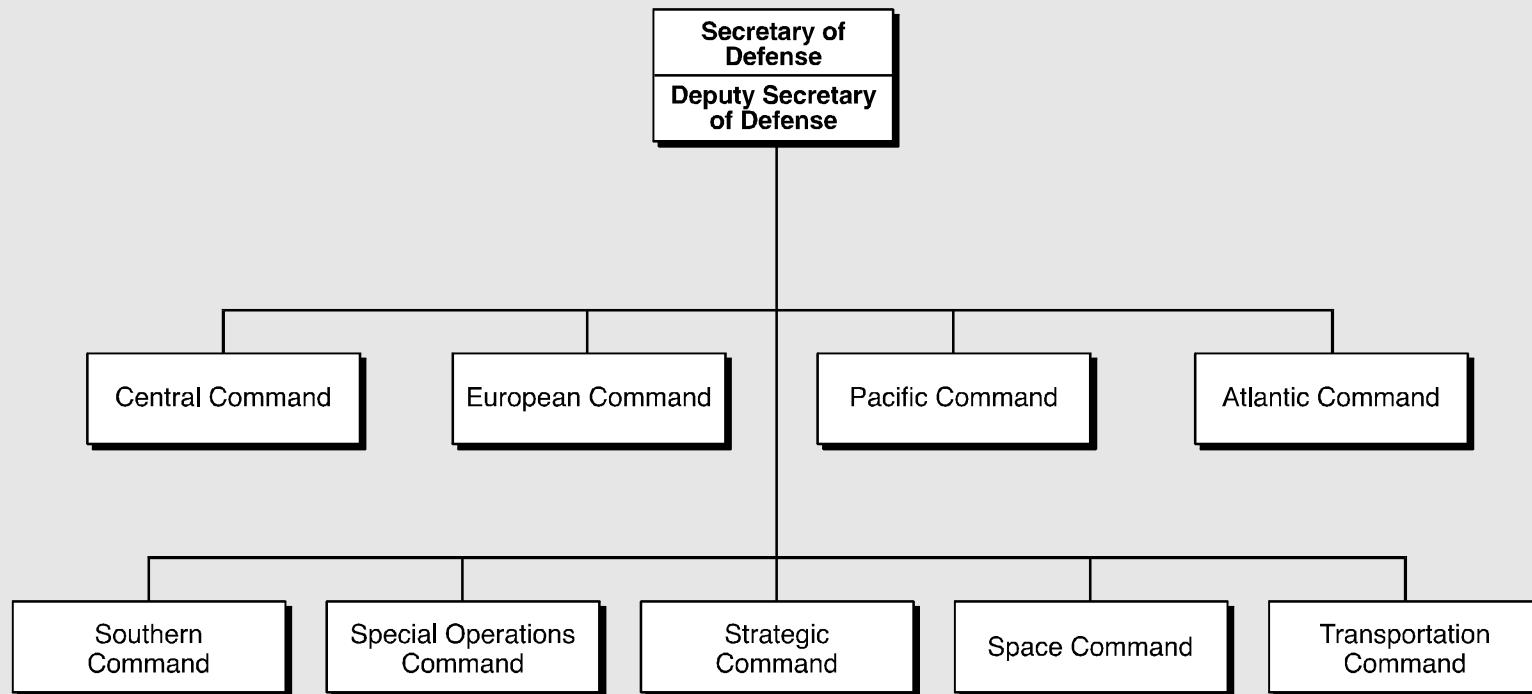 Secretary of
Defense
Deputy Secretary
of Defense
Central Command
European Command
Pacific Command
Atlantic Command
Southern
Command
Special Operations
Command
Strategic
Command
Space Command
Transportation
Command